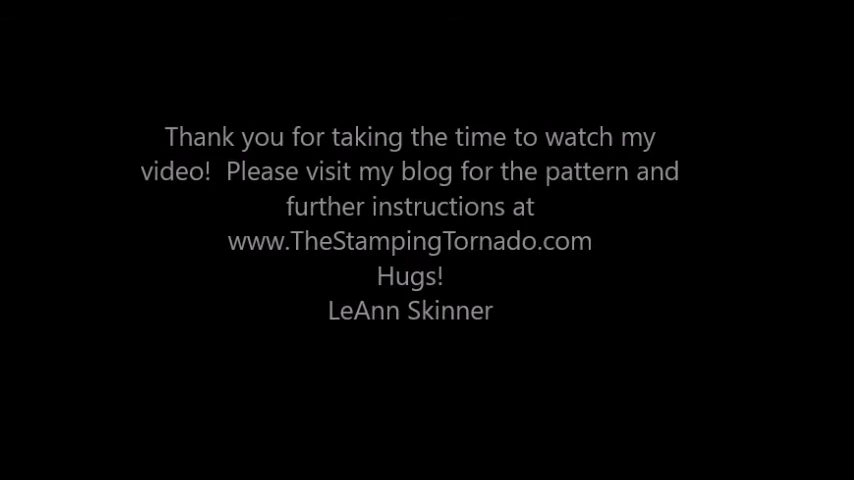 Thank you for taking the time to watch my
video!  Please visit my blog for the pattern and
further instructions at
www.TheStampingTornado.com
Hugs!
LeAnn Skinner